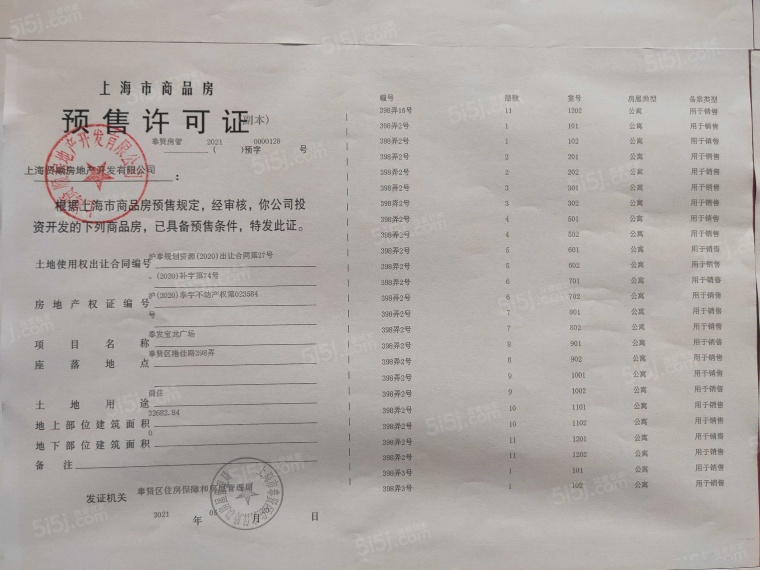 上海市商品房
预售许可证(副本)
奉贤房管 2021 0000128
( )预字 号
上海贤顺房地产开发有限公司 :
根据上海市商品房预售规定,经审核,你公司投
资开发的下列商品房,已具备预售条件,特发此证。
土地使用权出让合同编号 沪奉规划资源(2020)出让合同第27号
、(2020)补字第74号
房地产权证编号 沪(2020)奉字不动产权第023584
号
项目名称 奉发宝龙广场
座落地点 奉贤区 398弄
土地用途 商住
地上部位建筑面积 22682.84
地下部位建筑面积 0
备注
发证机关 奉贤区住房保障和房屋管理局
2021 年 05 月 日
幢号 层数 室号 房屋类型 备案类型
398弄16号 11 1202 公寓 用于销售
398弄2号 1 101 公寓 用于销售
398弄2号 1 102 公寓 用于销售
398弄2号 2 201 公寓 用于销售
398弄2号 2 202 公寓 用于销售
398弄2号 3 301 公寓 用于销售
398弄2号 3 302 公寓 用于销售
398弄2号 4 501 公寓 用于销售
398弄2号 4 502 公寓 用于销售
398弄2号 5 601 公寓 用于销售
398弄2号 5 602 公寓 用于销售
398弄2号 6 701 公寓 用于销售
398弄2号 6 702 公寓 用于销售
398弄2号 7 801 公寓 用于销售
398弄2号 7 802 公寓 用于销售
398弄2号 8 901 公寓 用于销售
398弄2号 8 902 公寓 用于销售
398弄2号 9 1001 公寓 用于销售
398弄2号 9 1002 公寓 用于销售
398弄2号 10 1101 公寓 用于销售
398弄2号 10 1102 公寓 用于销售
398弄2号 11 1201 公寓 用于销售
398弄2号 11 1202 公寓 用于销售
398弄3号 1 101 公寓 用于销售
398弄3号 1 102 公寓 用于销售